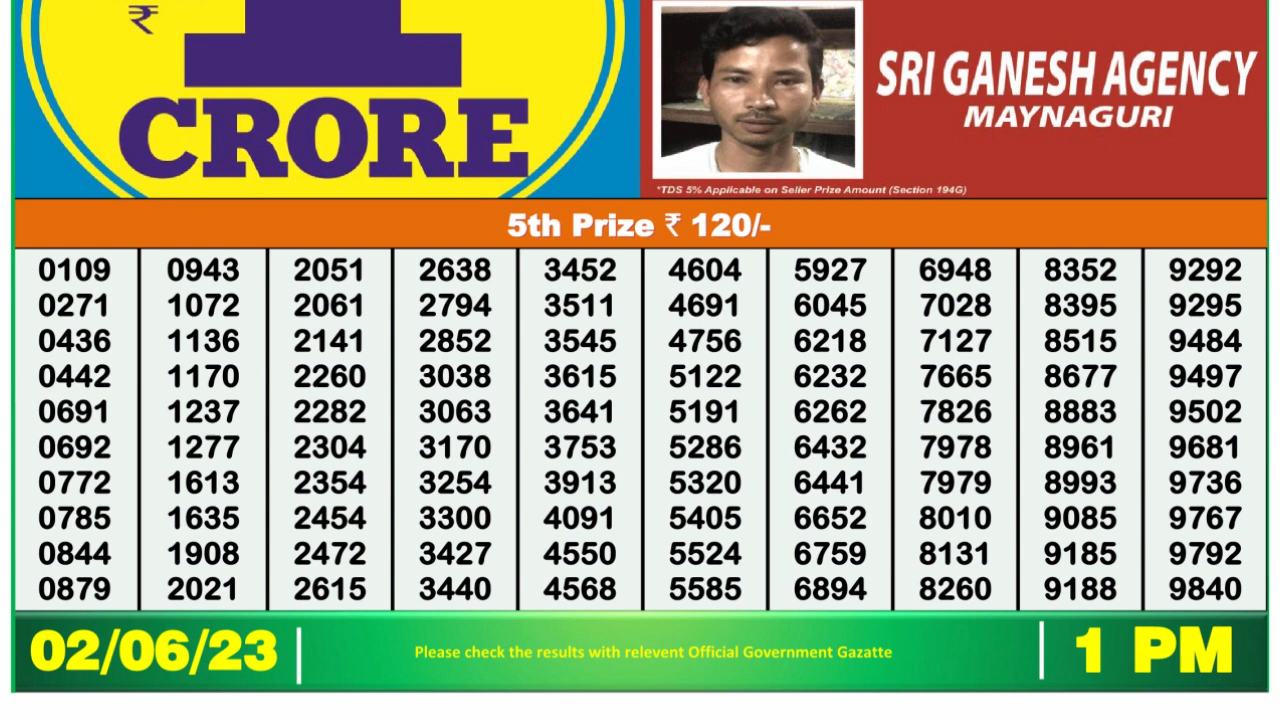 ₹
1
CRORE
SRI GANESH AGENCY
MAYNAGURI
*TDS 5% Applicable on Seller Prize Amount (Section 194G)
5th Prize ₹ 120/-
0109 0943 2051 2638 3452 4604 5927 6948 8352 9292
0271 1072 2061 2794 3511 4691 6045 7028 8395 9295
0436 1136 2141 2852 3545 4756 6218 7127 8515 9484
0442 1170 2260 3038 3615 5122 6232 7665 8677 9497
0691 1237 2282 3063 3641 5191 6262 7826 8883 9502
0692 1277 2304 3170 3753 5286 6432 7978 8961 9681
0772 1613 2354 3254 3913 5320 6441 7979 8993 9736
0785 1635 2454 3300 4091 5405 6652 8010 9085 9767
0844 1908 2472 3427 4550 5524 6759 8131 9185 9792
0879 2021 2615 3440 4568 5585 6894 8260 9188 9840
02/06/23
Please check the results with relevent Official Government Gazatte
1 PM